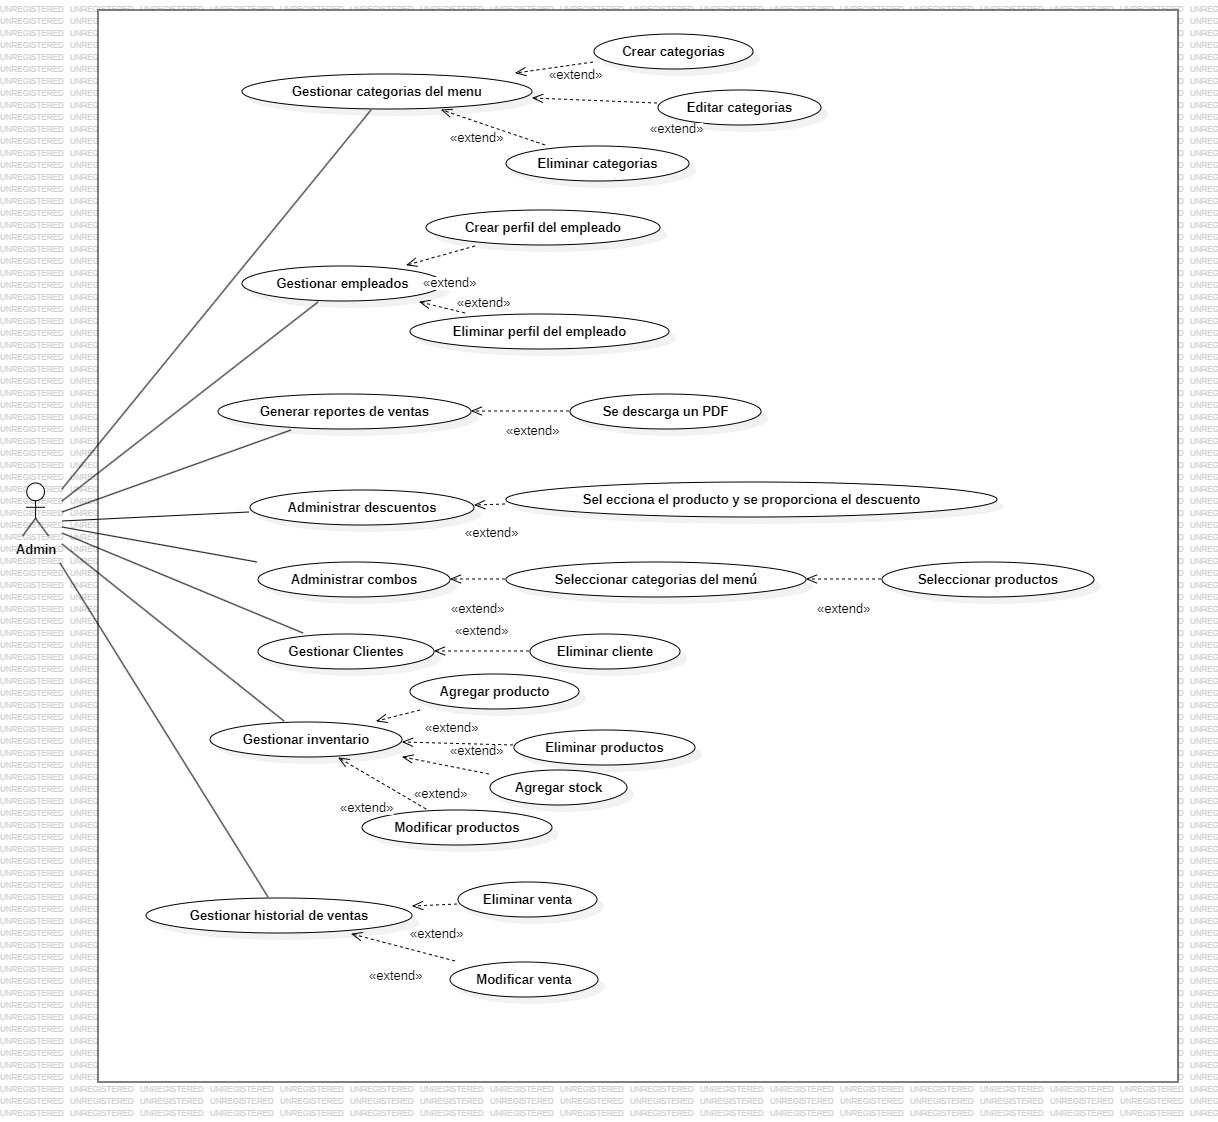 Crear categorias
«extend»
Gestionar categorias del menu
Editar categorias
«extend»
«extend»
Eliminar categorias
Crear perfil del empleado
Gestionar empleados
«extend»
«extend»
Eliminar perfil del empleado
Generar reportes de ventas
Se descarga un PDF
«extend»
Sel ecciona el producto y se proporciona el descuento
Administrar descuentos
«extend»
Admin
Administrar combos
Seleccionar categorias del menú
Seleccionar productos
«extend»
«extend»
«extend»
Gestionar Clientes
Eliminar cliente
Agregar producto
«extend»
Gestionar inventario
Eliminar productos
«extend»
Agregar stock
«extend»
«extend»
Modificar productos
Eliminar venta
Gestionar historial de ventas
«extend»
«extend»
Modificar venta
UNREGISTERED